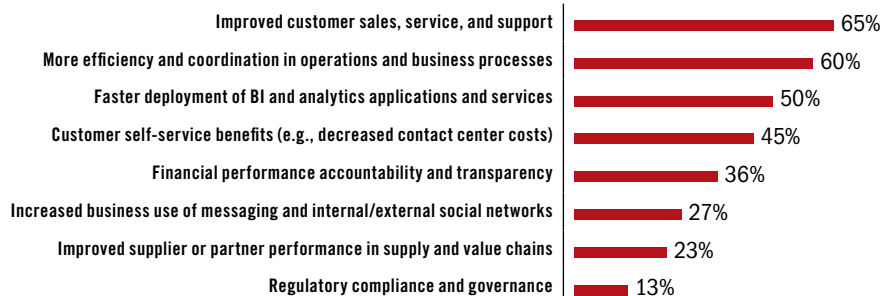 Improved customer sales, service, and support 65%
More efficiency and coordination in operations and business processes 60%
Faster deployment of BI and analytics applications and services 50%
Customer self-service benefits (e.g., decreased contact center costs) 45%
Financial performance accountability and transparency 36%
Increased business use of messaging and internal/external social networks 27%
Improved supplier or partner performance in supply and value chains 23%
Regulatory compliance and governance 13%